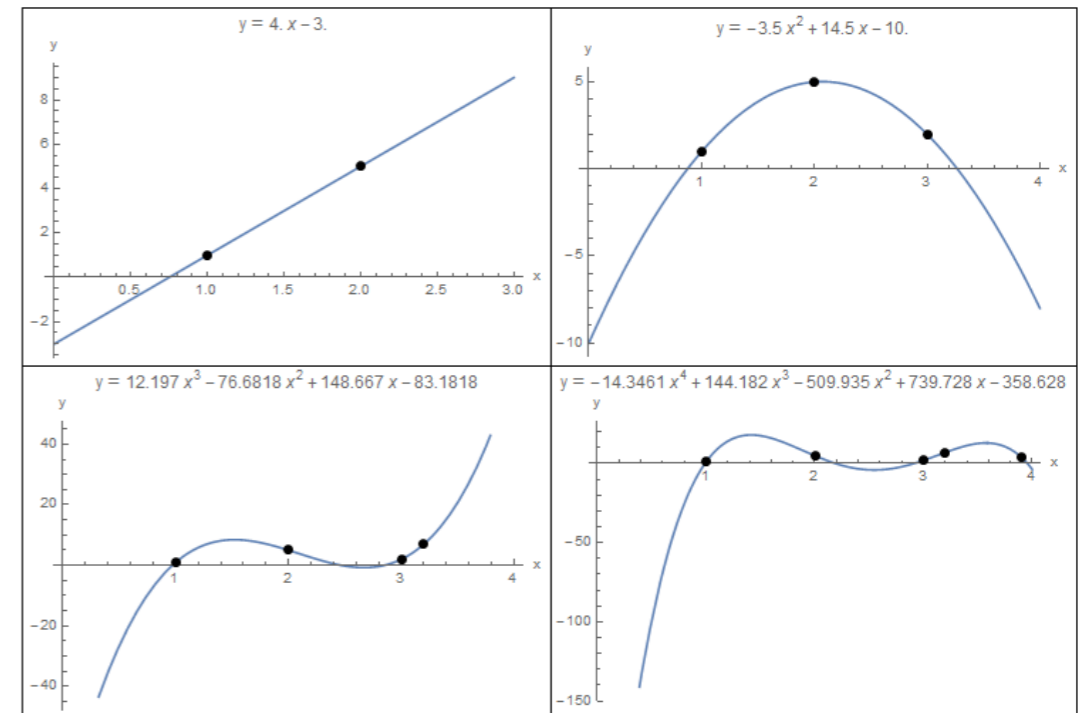 y = 4. x − 3.
y
8
6
4
2
−2
0.5
1.0
1.5
2.0
2.5
3.0
x
y = −3.5 x² + 14.5 x − 10.
y
5
−5
−10
1
2
3
4
x
y = 12.197 x³ − 76.6818 x² + 148.667 x − 83.1818
y
40
20
−20
−40
1
2
3
4
x
y = −14.3461 x⁴ + 144.182 x³ − 509.935 x² + 739.728 x − 358.628
y
−50
−100
−150
1
2
3
4
x